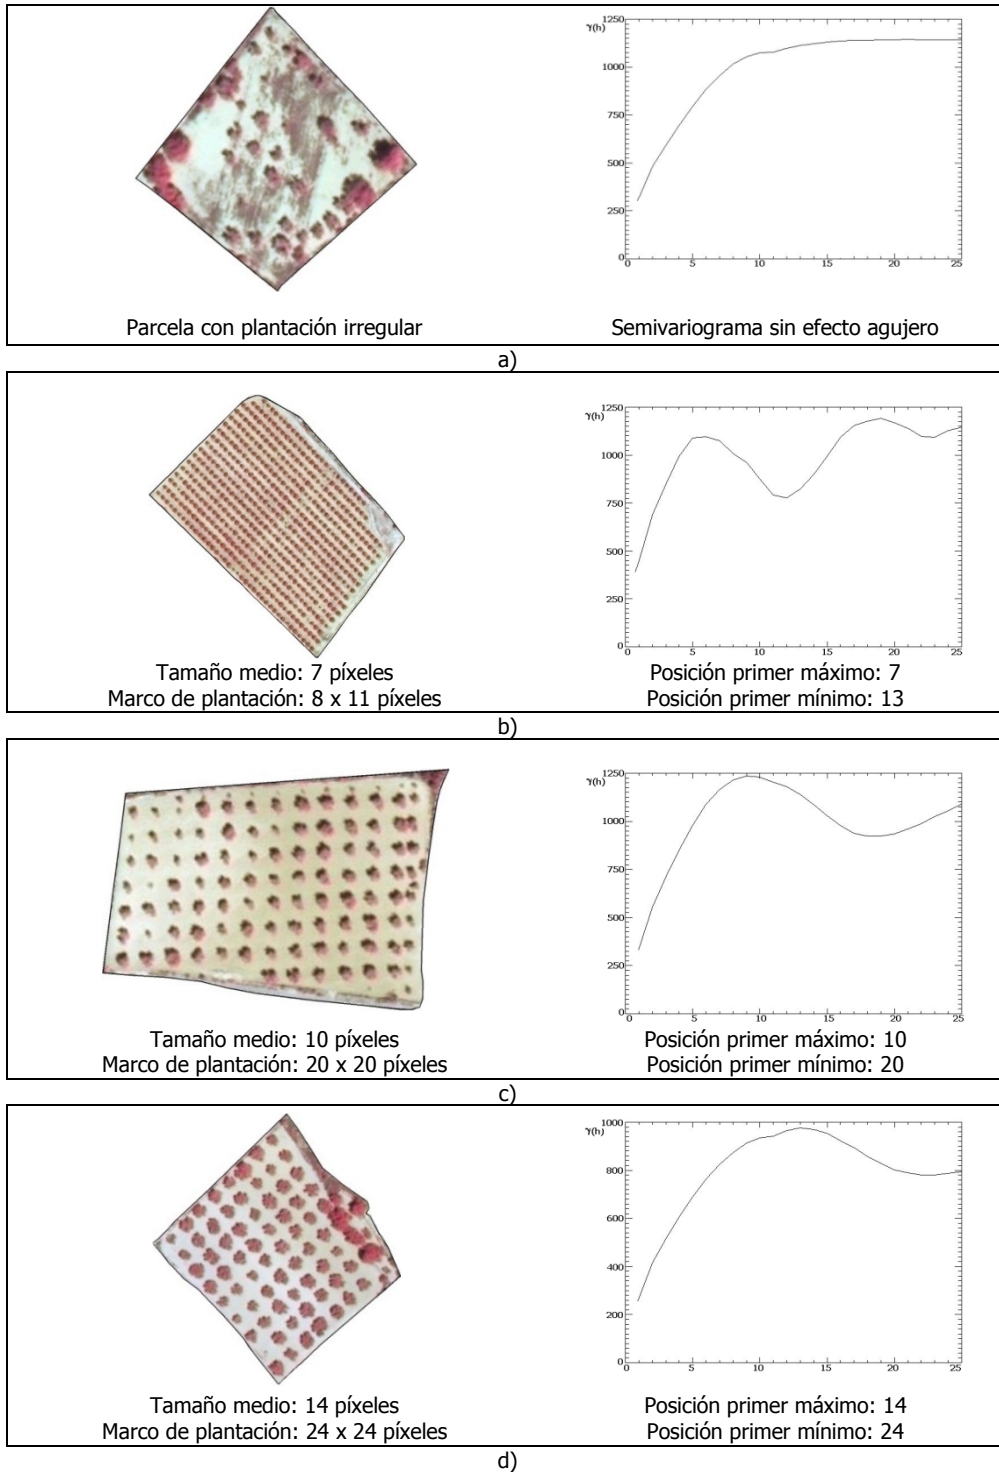 γ(h)
1250
1000
750
500
250
0
0 5 10 15 20 25
Parcela con plantación irregular
Semivariograma sin efecto agujero
a)
γ(h)
1250
1000
750
500
250
0
5 10 15 20 25
Tamaño medio: 7 píxeles
Marco de plantación: 8 x 11 píxeles
Posición primer máximo: 7
Posición primer mínimo: 13
b)
γ(h)
1250
1000
750
500
250
0
0 5 10 15 20 25
Tamaño medio: 10 píxeles
Marco de plantación: 20 x 20 píxeles
Posición primer máximo: 10
Posición primer mínimo: 20
c)
γ(h)
1000
800
600
400
200
0
0 5 10 15 20 25
Tamaño medio: 14 píxeles
Marco de plantación: 24 x 24 píxeles
Posición primer máximo: 14
Posición primer mínimo: 24
d)